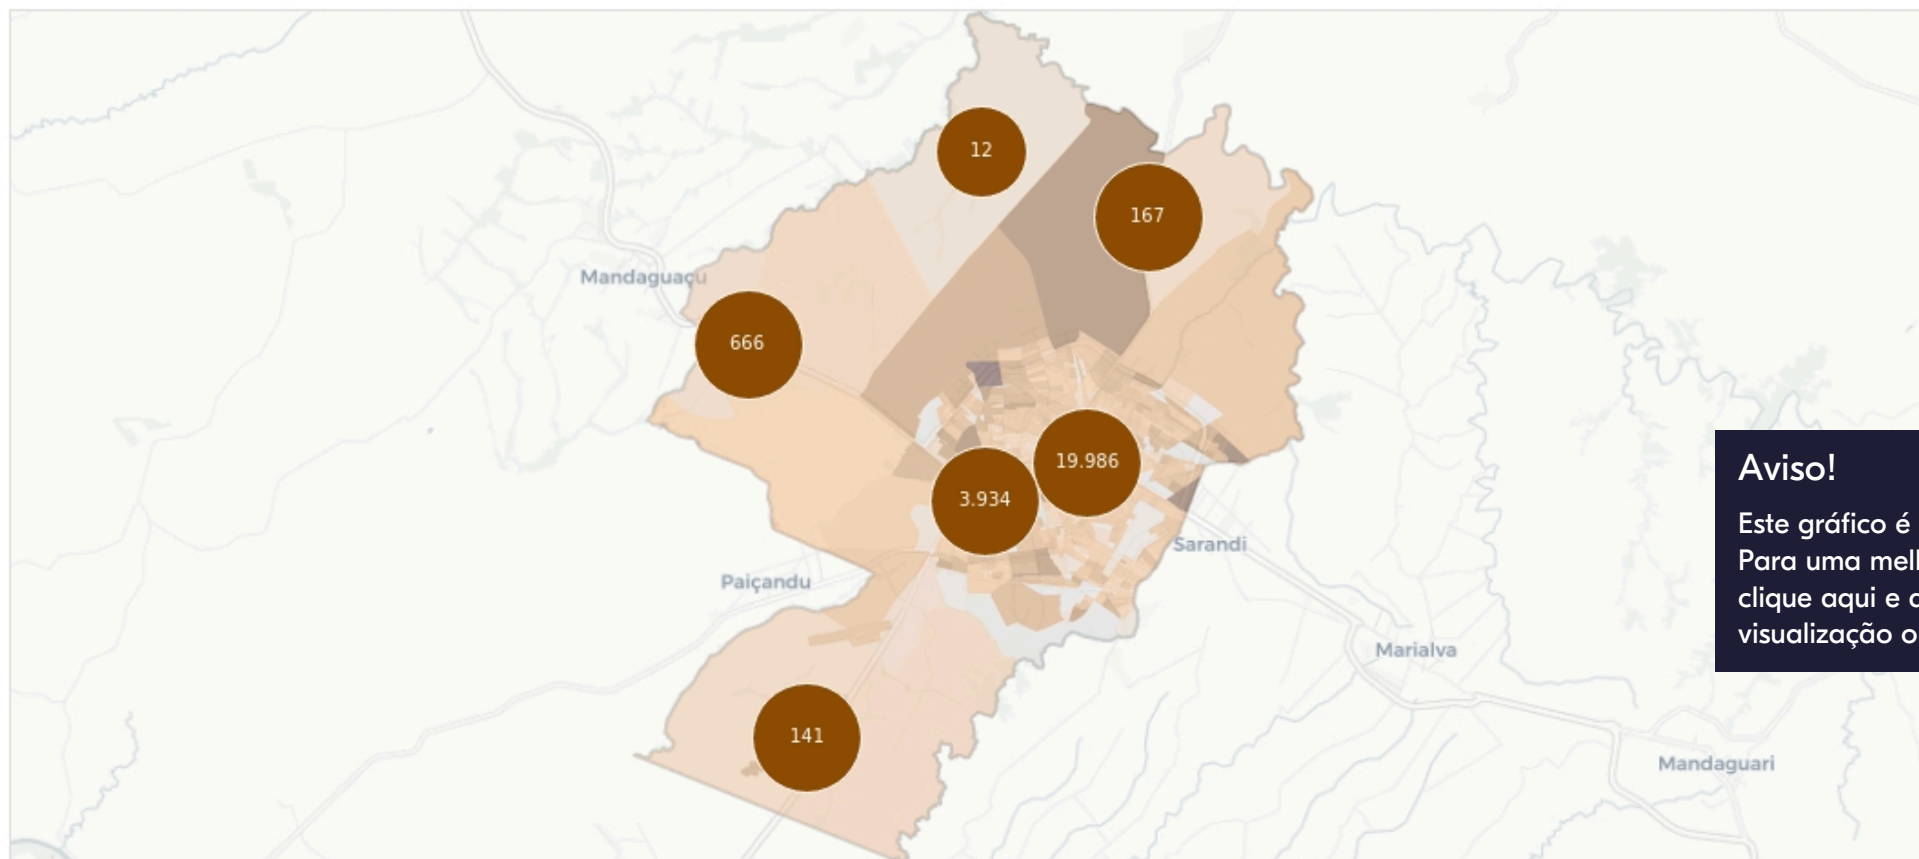 12
167
Mandaguaçu
666
19.986
3.934
Sarandi
Paiçandu
Marialva
141
Mandaguari
Aviso!
Este gráfico é
Para uma
clique aqui e
visualização